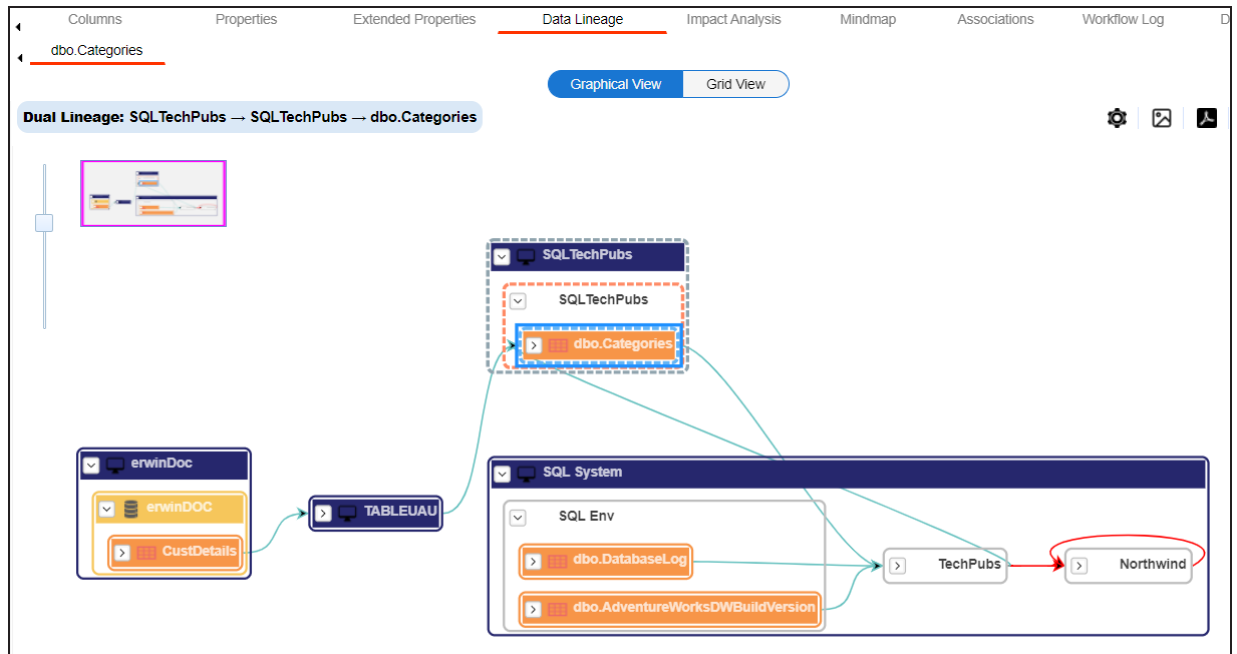 Columns Properties Extended Properties Data Lineage Impact Analysis Mindmap Associations Workflow Log D
dbo.Categories
Graphical View Grid View
Dual Lineage: SQLTechPubs → SQLTechPubs → dbo.Categories
SQLTechPubs
SQLTechPubs
dbo.Categories
erwinDoc
erwinDOC
CustDetails
TABLEUAU
SQL System
SQL Env
dbo.DatabaseLog
dbo.AdventureWorksDWBuildVersion
TechPubs
Northwind